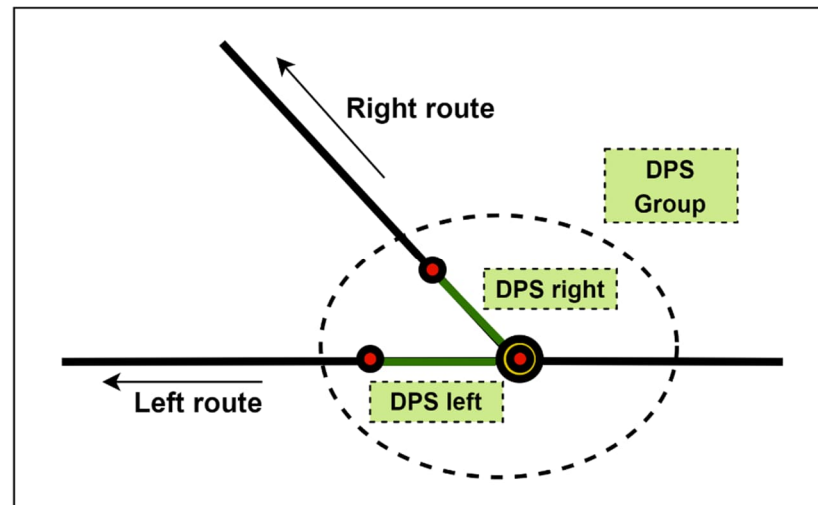 Right route
DPS
Group
DPS right
DPS left
Left route